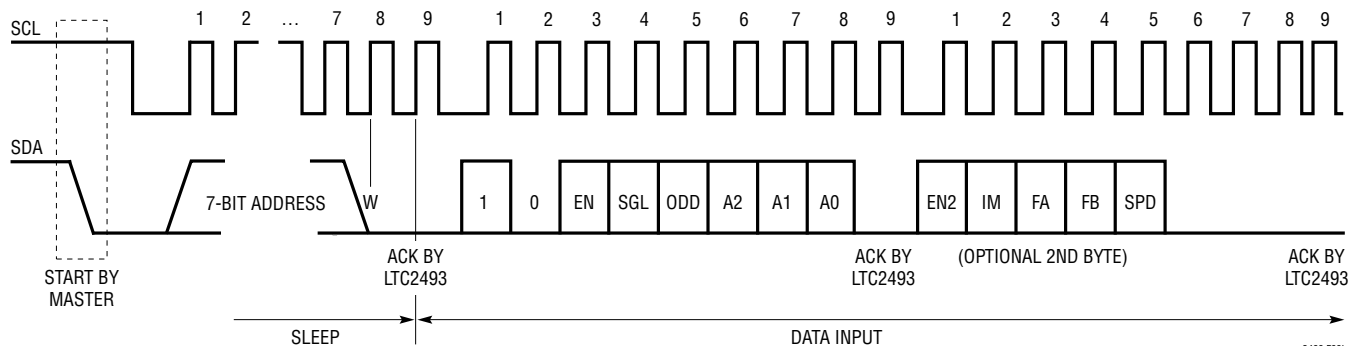 SCL
1 2 … 7 8 9 1 2 3 4 5 6 7 8 9 1 2 3 4 5 6 7 8 9
SDA
7-BIT ADDRESS W 1 0 EN SGL ODD A2 A1 A0 EN2 IM FA FB SPD
START BY
MASTER
ACK BY
LTC2493
ACK BY
LTC2493
(OPTIONAL 2ND BYTE)
ACK BY
LTC2493
SLEEP
DATA INPUT